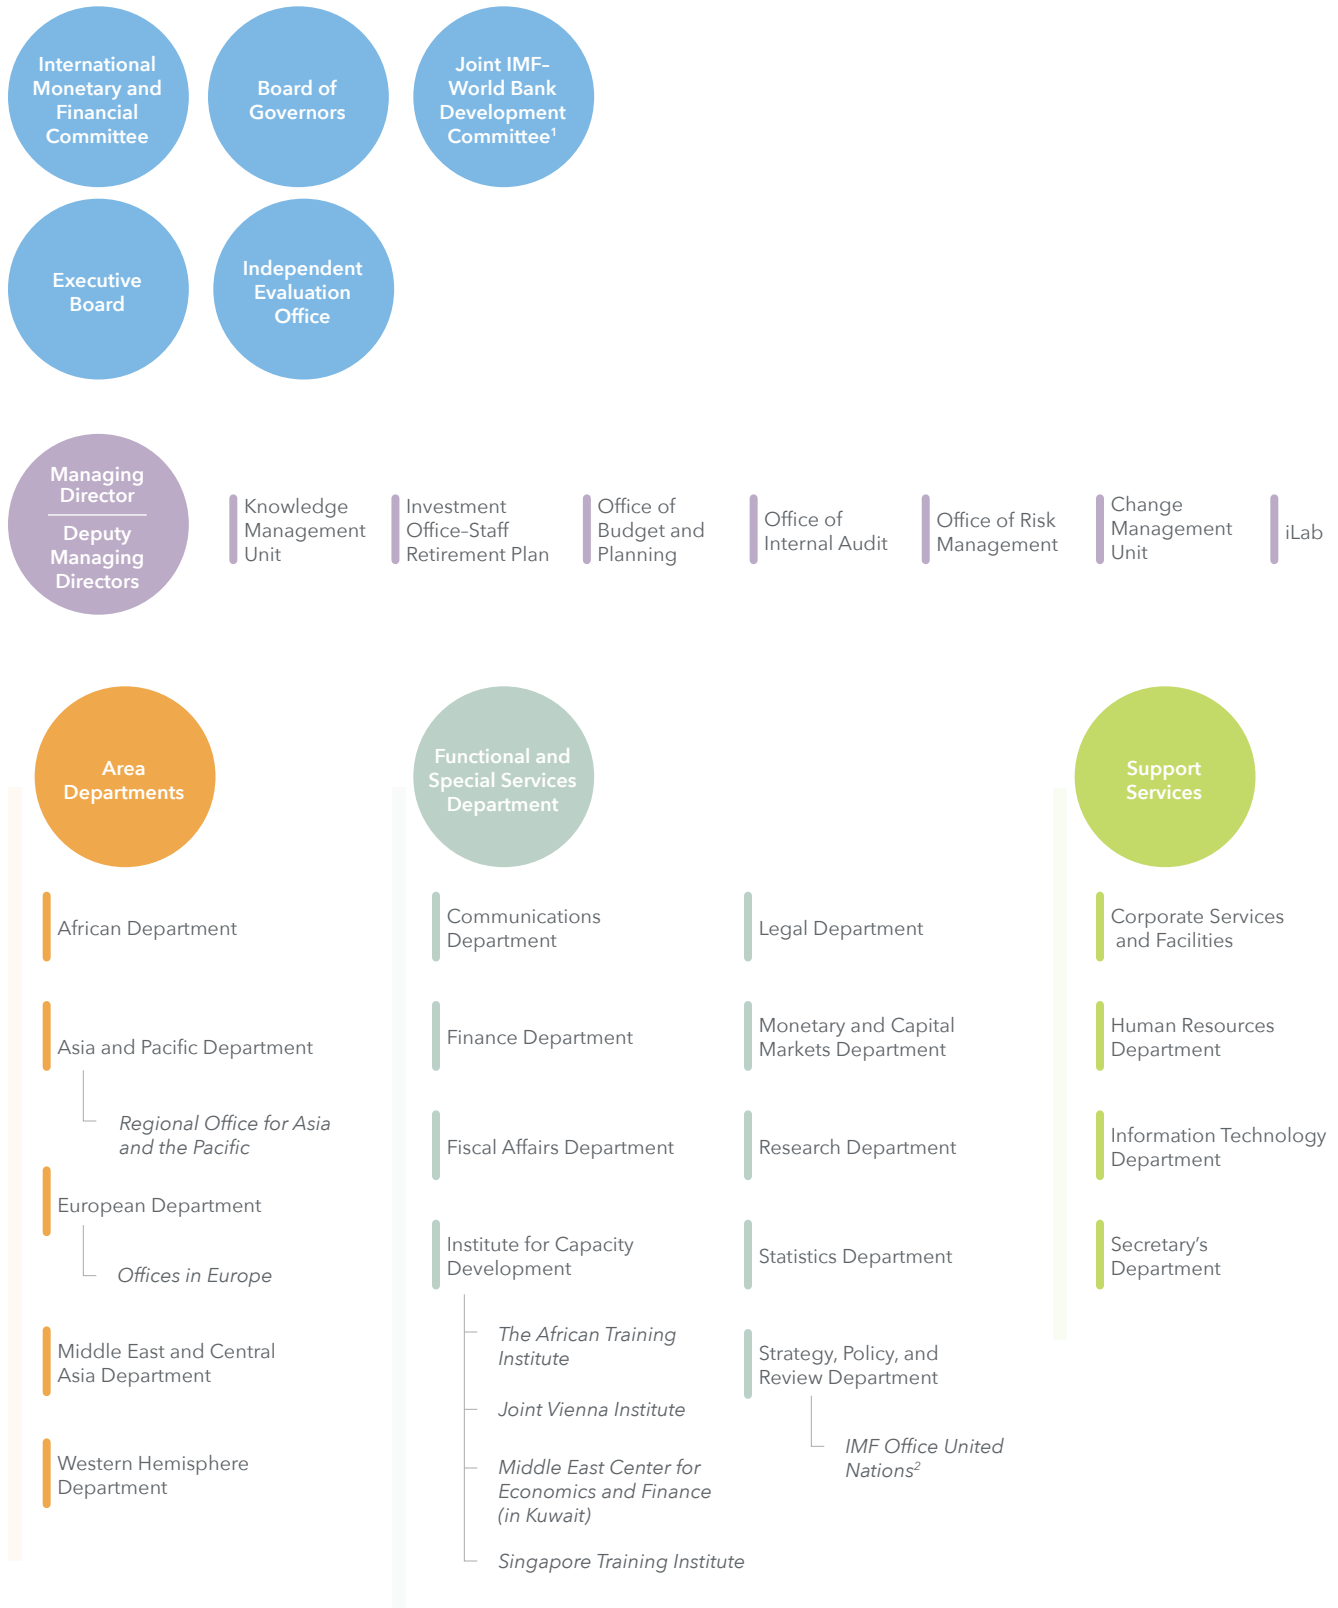 International
Monetary and
Financial
Committee
Board of
Governors
Joint IMF–
World Bank
Development
Committee¹
Executive
Board
Independent
Evaluation
Office
Managing
Director
Deputy
Managing
Directors
Knowledge
Management
Unit
Investment
Office–Staff
Retirement Plan
Office of
Budget and
Planning
Office of
Internal Audit
Office of Risk
Management
Change
Management
Unit
iLab
Area
Departments
African Department
Asia and Pacific Department
Regional Office for Asia
and the Pacific
European Department
Offices in Europe
Middle East and Central
Asia Department
Western Hemisphere
Department
Functional and
Special Services
Department
Communications
Department
Finance Department
Fiscal Affairs Department
Institute for Capacity
Development
The African Training
Institute
Joint Vienna Institute
Middle East Center for
Economics and Finance
(in Kuwait)
Singapore Training Institute
Legal Department
Monetary and Capital
Markets Department
Research Department
Statistics Department
Strategy, Policy, and
Review Department
IMF Office United
Nations²
Support
Services
Corporate Services
and Facilities
Human Resources
Department
Information Technology
Department
Secretary’s
Department